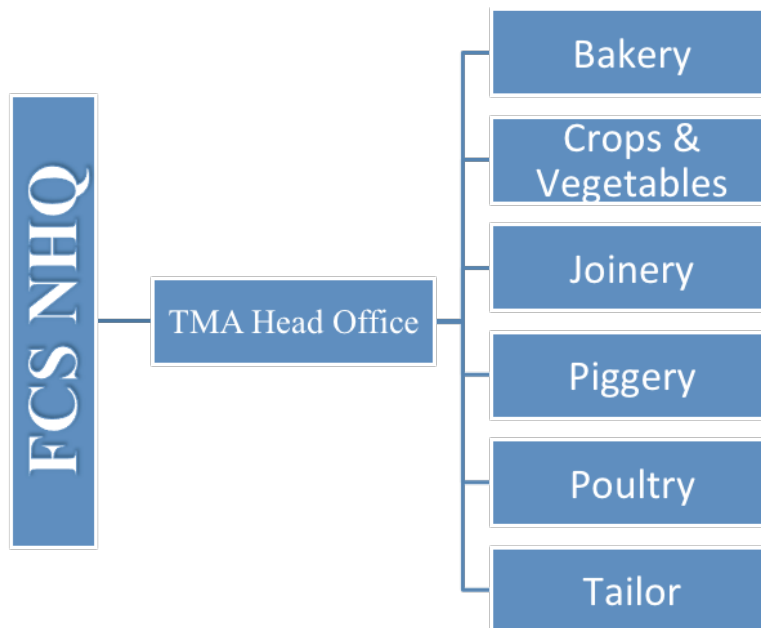 FCS NHQ
TMA Head Office
Bakery
Crops &
Vegetables
Joinery
Piggery
Poultry
Tailor